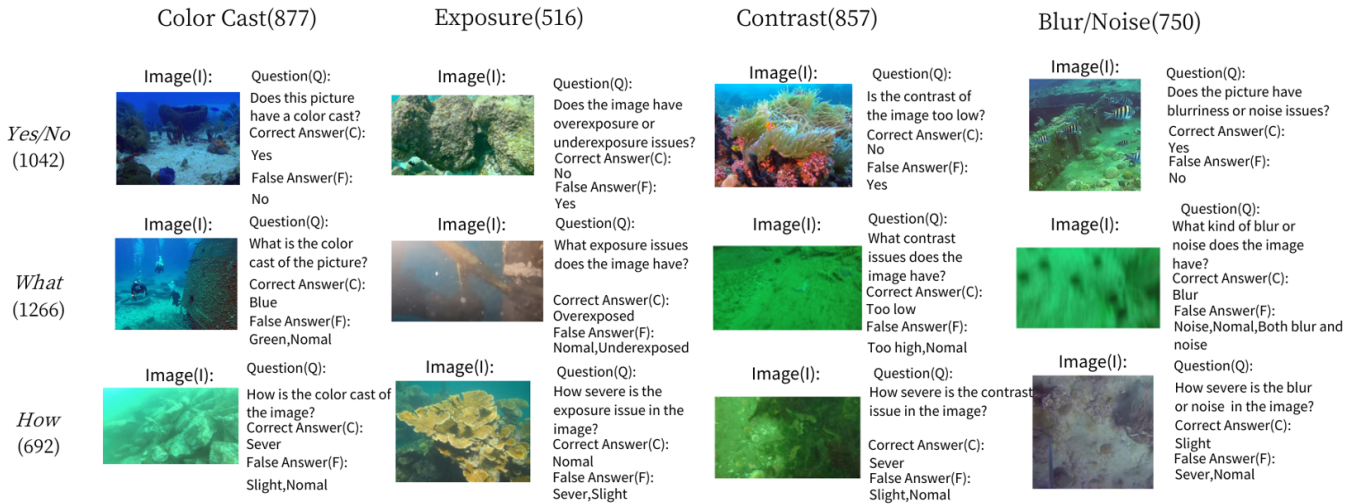 Color Cast(877)
Exposure(516)
Contrast(857)
Blur/Noise(750)
Yes/No
(1042)
Image(I):
Question(Q):
Does this picture
have a color cast?
Correct Answer(C):
Yes
False Answer(F):
No
Image(I):
Question(Q):
Does the image have
overexposure or
underexposure issues?
Correct Answer(C):
No
False Answer(F):
Yes
Image(I):
Question(Q):
Is the contrast of
the image too low?
Correct Answer(C):
No
False Answer(F):
Yes
Image(I):
Question(Q):
Does the picture have
blurriness or noise issues?
Correct Answer(C):
Yes
False Answer(F):
No
What
(1266)
Image(I):
Question(Q):
What is the color
cast of the picture?
Correct Answer(C):
Blue
False Answer(F):
Green,Nomal
Image(I):
Question(Q):
What exposure issues
does the image have?
Correct Answer(C):
Overexposed
False Answer(F):
Nomal,Underexposed
Image(I):
Question(Q):
What contrast
issues does the
image have?
Correct Answer(C):
Too low
False Answer(F):
Too high,Nomal
Image(I):
Question(Q):
What kind of blur or
noise does the image
have?
Correct Answer(C):
Blur
False Answer(F):
Noise,Nomal,Both blur and
noise
How
(692)
Image(I):
Question(Q):
How is the color cast of
the image?
Correct Answer(C):
Sever
False Answer(F):
Slight,Nomal
Image(I):
Question(Q):
How severe is the
exposure issue in the
image?
Correct Answer(C):
Nomal
False Answer(F):
Sever,Slight
Image(I):
Question(Q):
How severe is the contrast
issue in the image?
Correct Answer(C):
Sever
False Answer(F):
Slight,Nomal
Image(I):
Question(Q):
How severe is the blur
or noise in the image?
Correct Answer(C):
Slight
False Answer(F):
Sever,Nomal